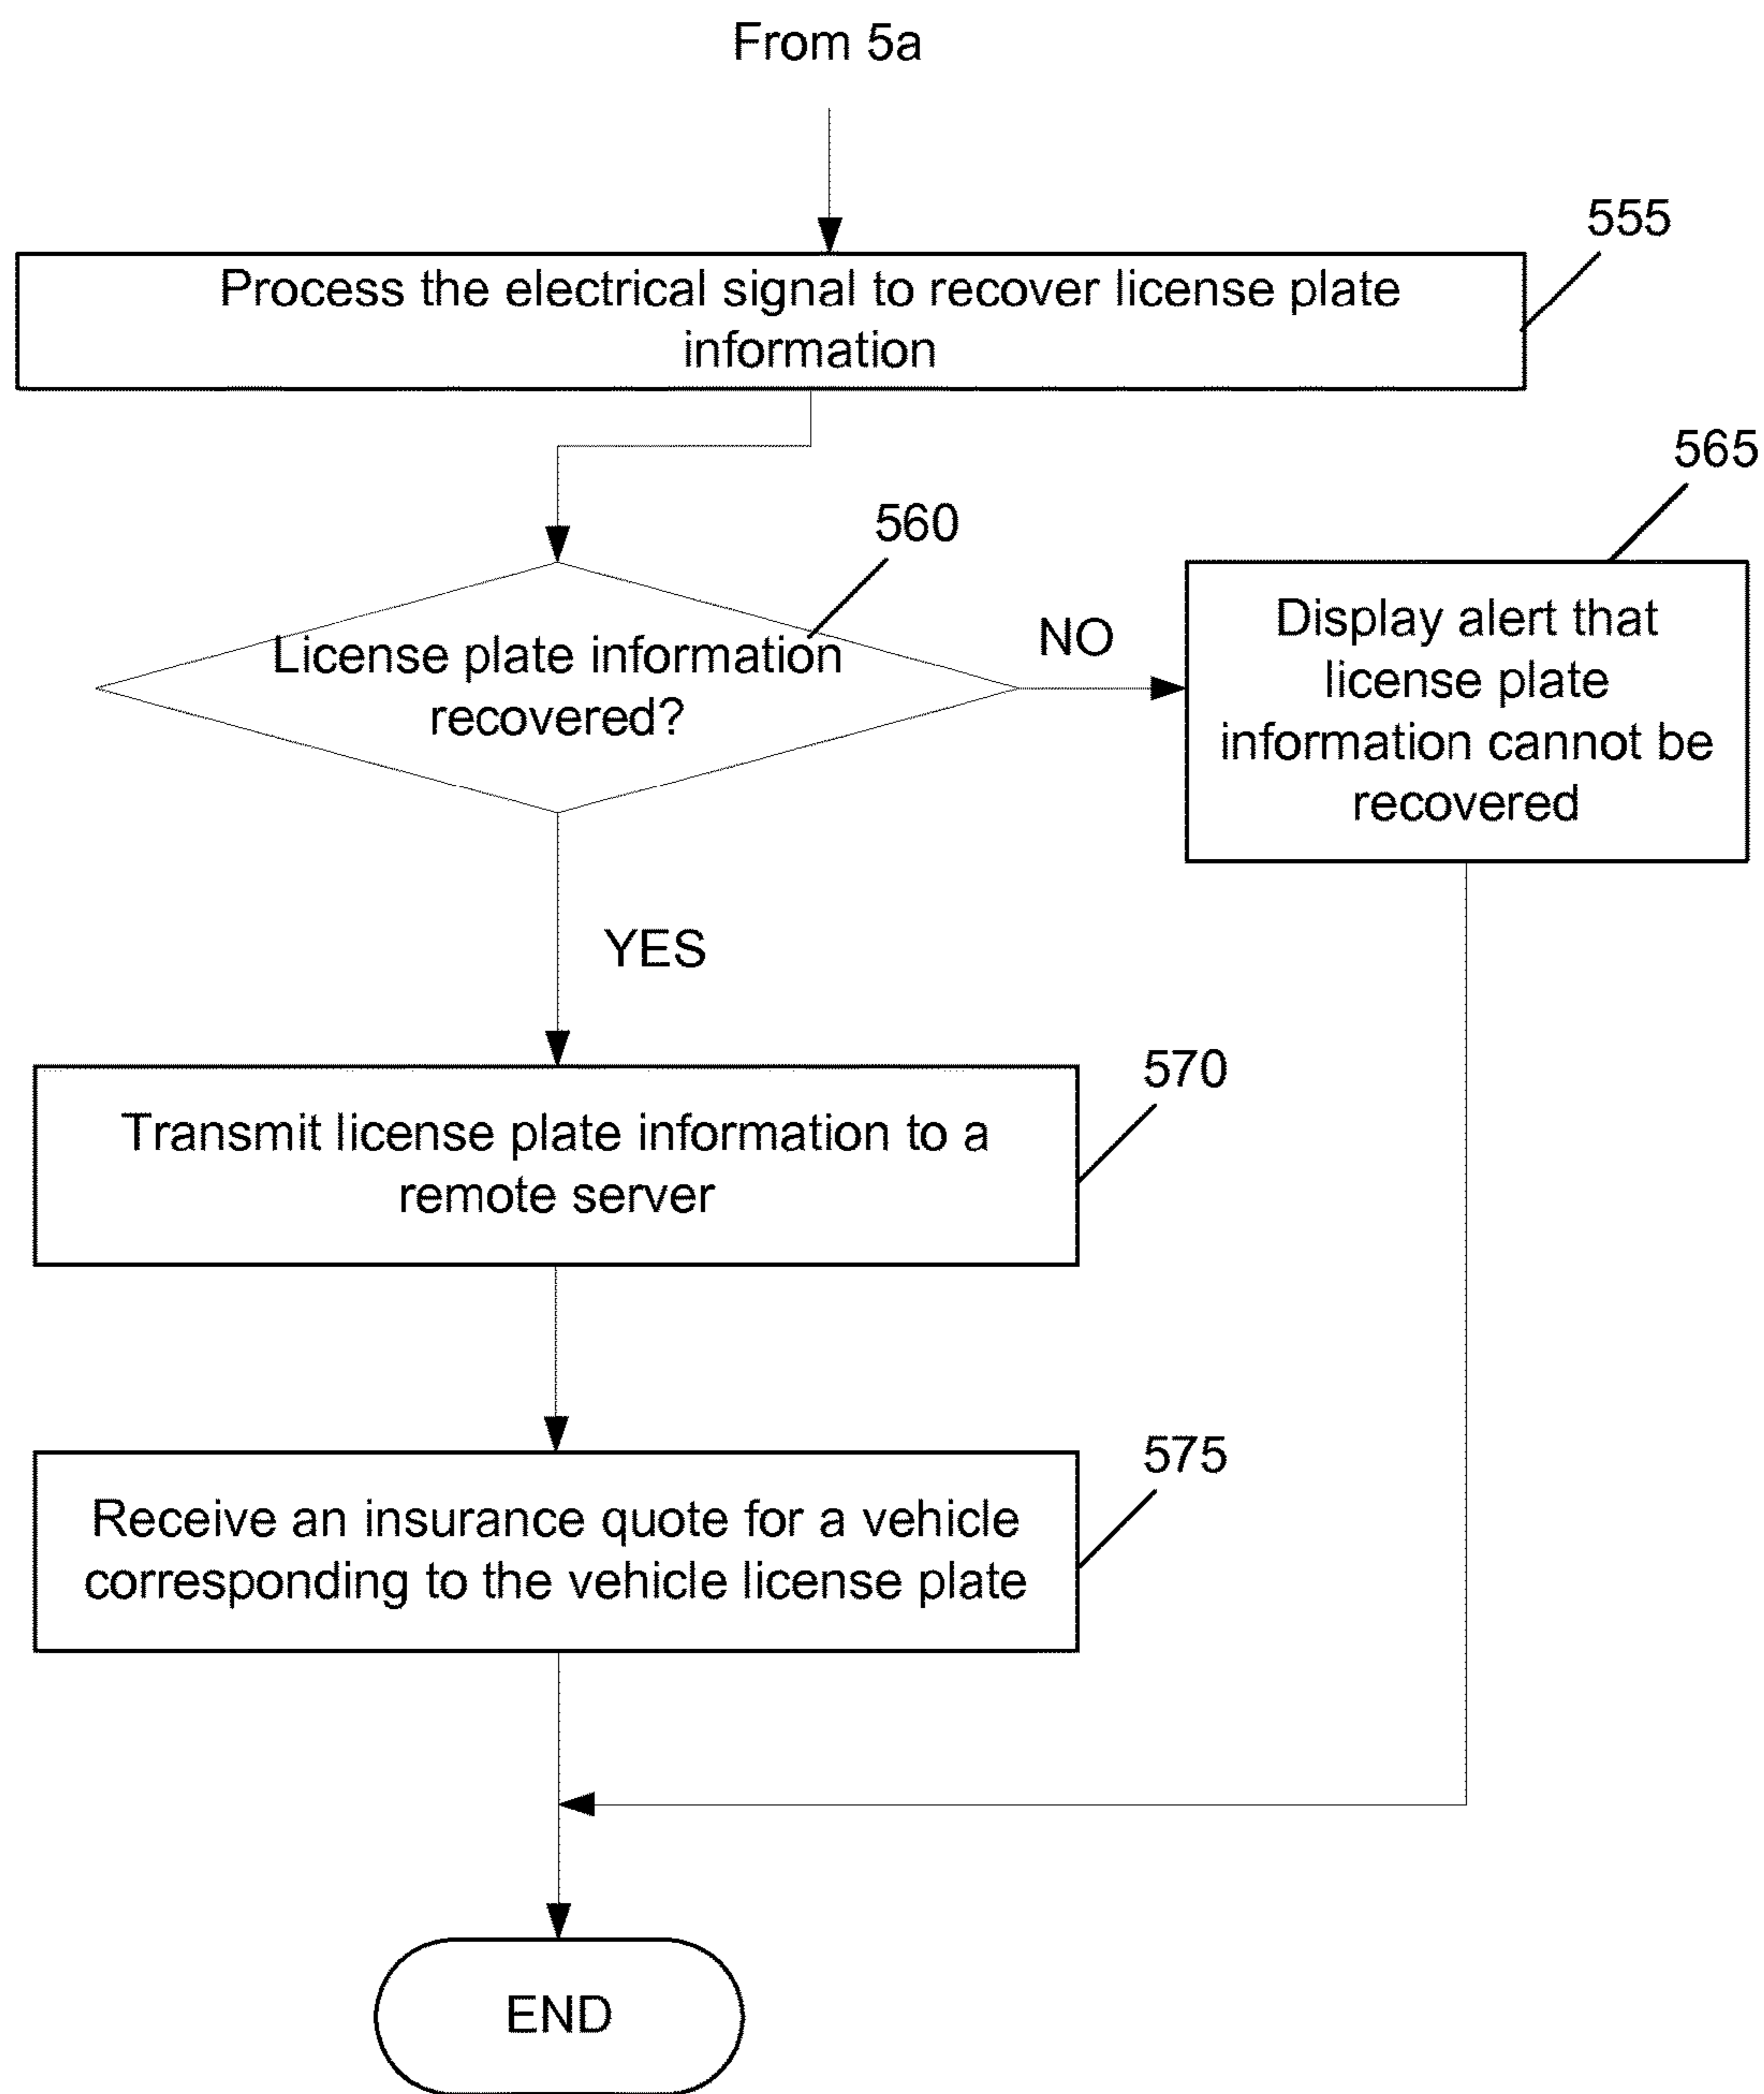 From 5a
555
Process the electrical signal to recover license plate
information
565
560
License plate information
recovered?
NO
Display alert that
license plate
information cannot be
recovered
YES
570
Transmit license plate information to a
remote server
575
Receive an insurance quote for a vehicle
corresponding to the vehicle license plate
END